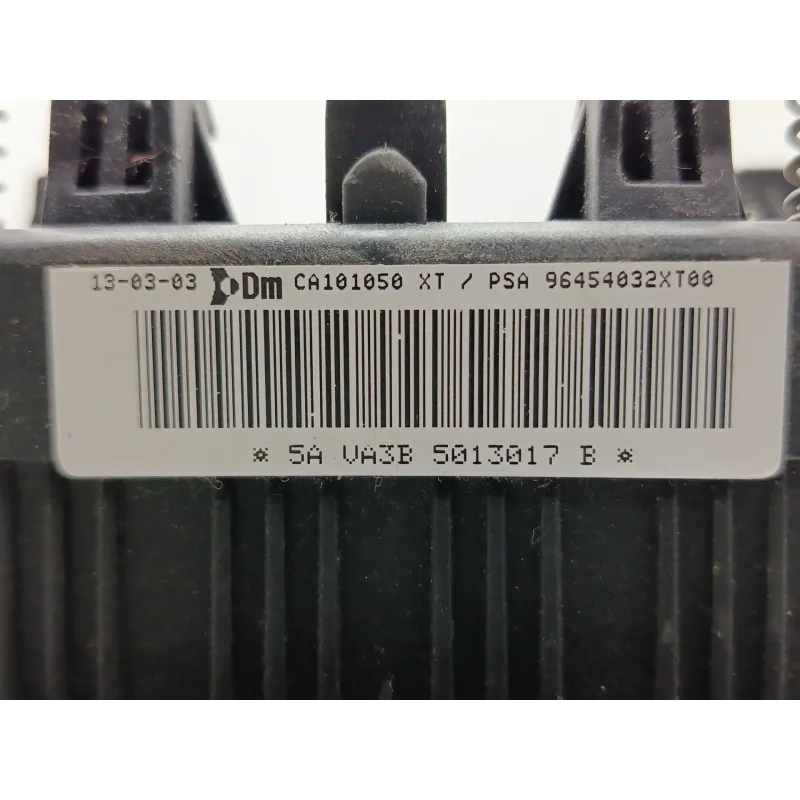 13-03-03 Dm CA101050 XT / PSA 96454032XT00
* 5A VA3B 5013017 B *